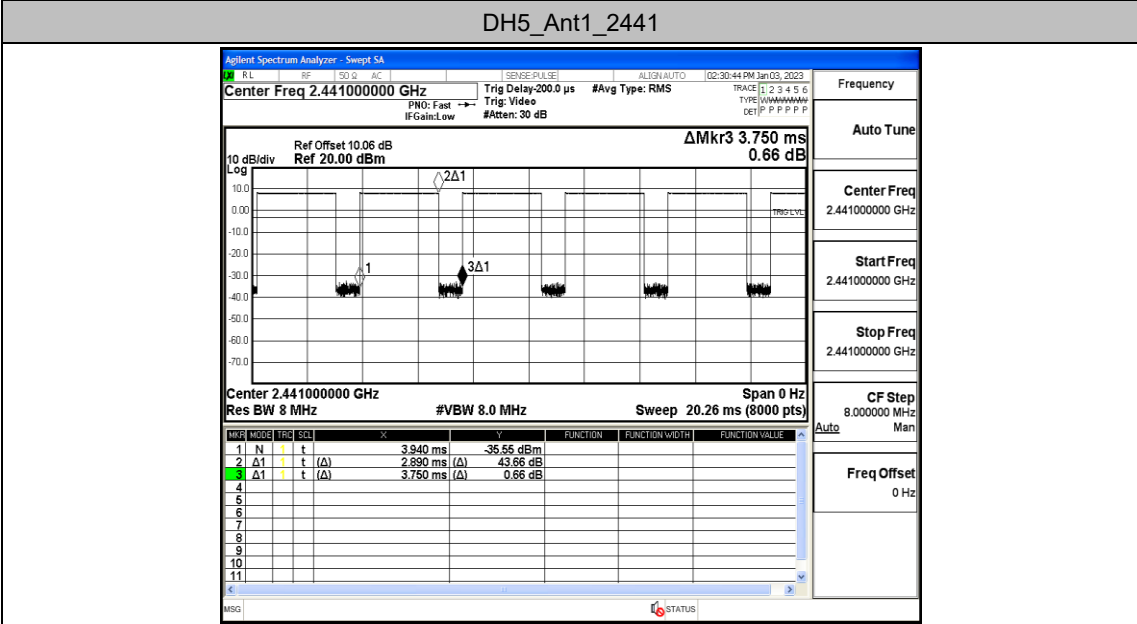 DH5_Ant1_2441
Agilent Spectrum Analyzer - Swept SA
RL RF 50 Ω AC SENSE:PULSE ALIGN AUTO 02:30:44 PM Jan 03, 2023
Center Freq 2.441000000 GHz
PNO: Fast
IFGain:Low
Trig Delay-200.0 µs
Trig: Video
#Atten: 30 dB
#Avg Type: RMS
TRACE 1 2 3 4 5 6
TYPE
DET P P P P P P
ΔMkr3 3.750 ms
0.66 dB
Ref Offset 10.06 dB
10 dB/div Ref 20.00 dBm
Log
10.0
0.00
-10.0
-20.0
-30.0
-40.0
-50.0
-60.0
-70.0
2Δ1
TRIG LVL
1
3Δ1
Center 2.441000000 GHz Span 0 Hz
Res BW 8 MHz #VBW 8.0 MHz Sweep 20.26 ms (8000 pts)
MKR MODE TRC SCL X Y FUNCTION FUNCTION WIDTH FUNCTION VALUE
1 N 1 t 3.940 ms -35.55 dBm
2 Δ1 1 t (Δ) 2.890 ms (Δ) 43.66 dB
3 Δ1 1 t (Δ) 3.750 ms (Δ) 0.66 dB
4
5
6
7
8
9
10
11
MSG STATUS
Frequency
Auto Tune
Center Freq
2.441000000 GHz
Start Freq
2.441000000 GHz
Stop Freq
2.441000000 GHz
CF Step
8.000000 MHz
Auto Man
Freq Offset
0 Hz